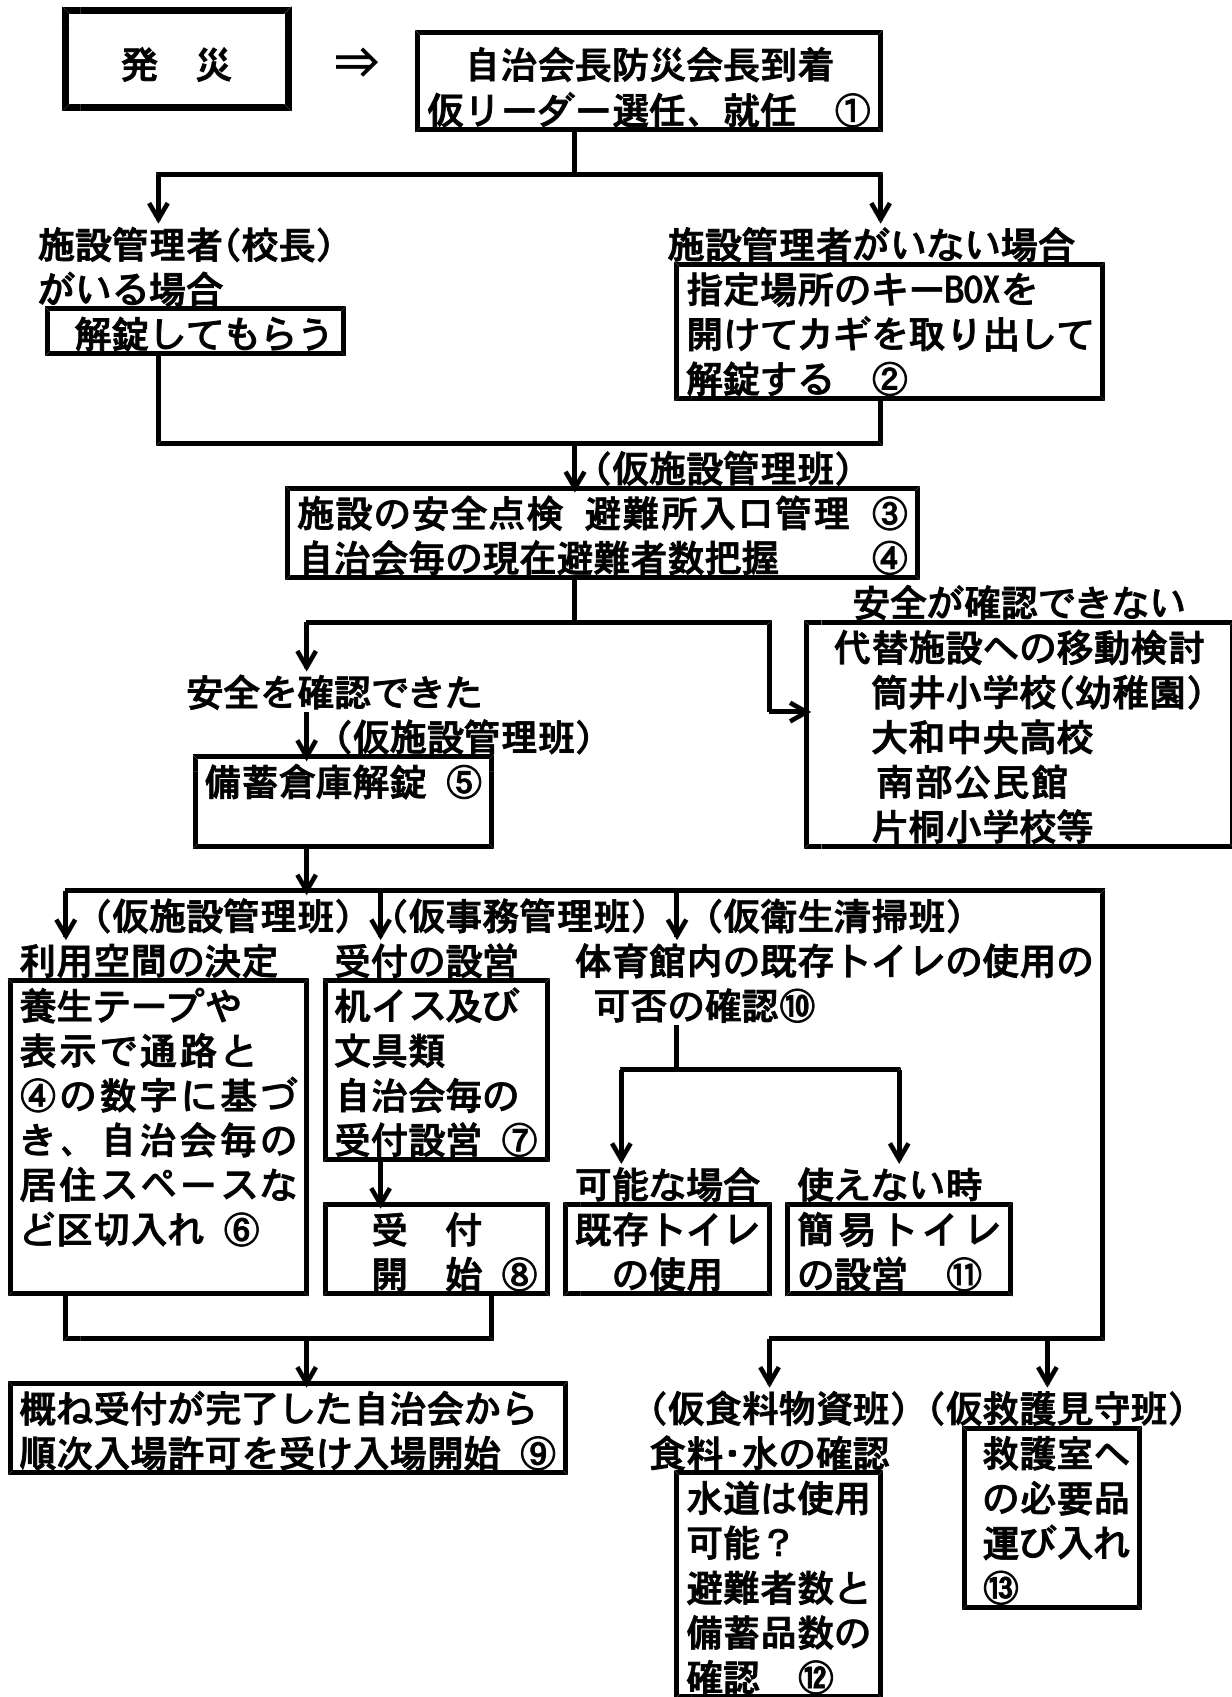 発　災
⇒
自治会長防災会長到着
仮リーダー選任、就任　①
施設管理者(校長)
がいる場合
解錠してもらう
施設管理者がいない場合
指定場所のキーBOXを
開けてカギを取り出して
解錠する　②
（仮施設管理班）
施設の安全点検 避難所入口管理 ③
自治会毎の現在避難者数把握　　④
安全が確認できない
代替施設への移動検討
筒井小学校(幼稚園)
大和中央高校
南部公民館
片桐小学校等
安全を確認できた
（仮施設管理班）
備蓄倉庫解錠 ⑤
（仮施設管理班）
利用空間の決定
養生テープや
表示で通路と
④の数字に基づ
き、自治会毎の
居住スペースな
ど区切入れ ⑥
（仮事務管理班）
受付の設営
机イス及び
文具類
自治会毎の
受付設営 ⑦
受　付
開　始 ⑧
（仮衛生清掃班）
体育館内の既存トイレの使用の
可否の確認⑩
可能な場合
既存トイレ
の使用
使えない時
簡易トイレ
の設営　⑪
概ね受付が完了した自治会から
順次入場許可を受け入場開始 ⑨
（仮食料物資班）
食料・水の確認
水道は使用
可能？
避難者数と
備蓄品数の
確認　⑫
（仮救護見守班）
救護室へ
の必要品
運び入れ
⑬